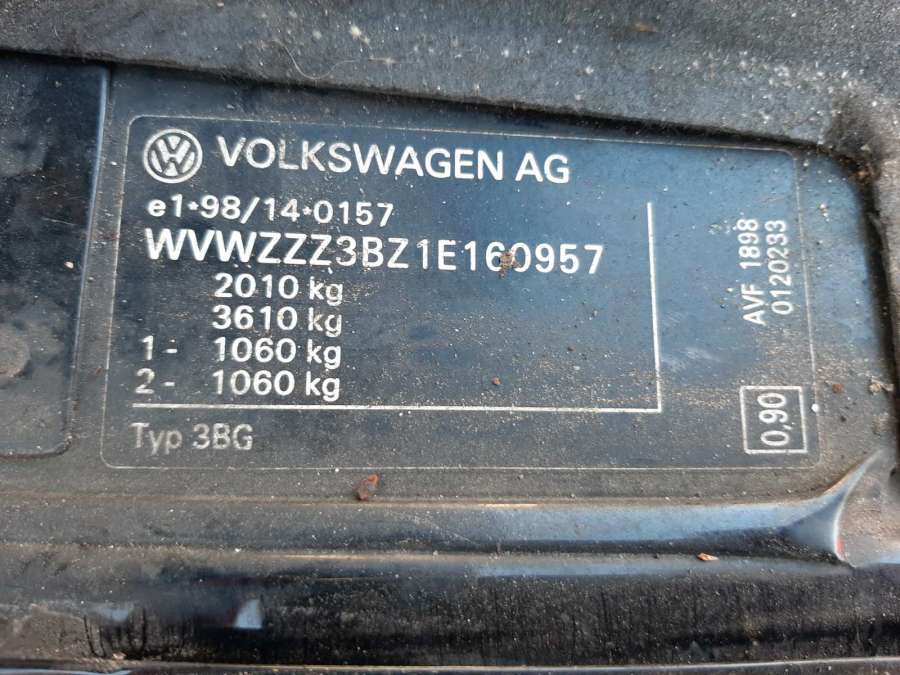 VOLKSWAGEN AG
e1*98/14*0157
WVWZZZ3BZ1E160957
2010 kg
3610 kg
1- 1060 kg
2- 1060 kg
Typ 3BG
AVF 1898
0120233
0,90